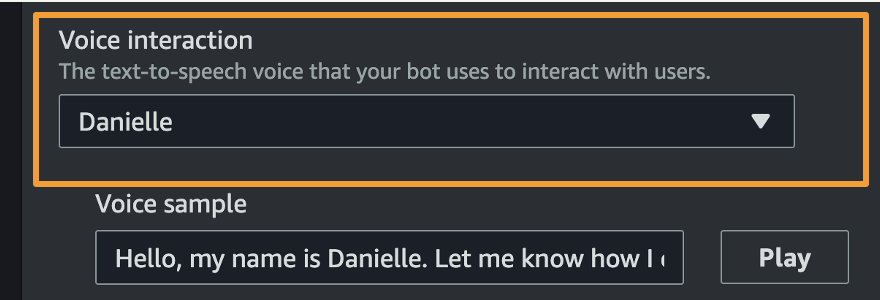 Voice interaction
The text-to-speech voice that your bot uses to interact with users.
Danielle
Voice sample
Hello, my name is Danielle. Let me know how I
Play